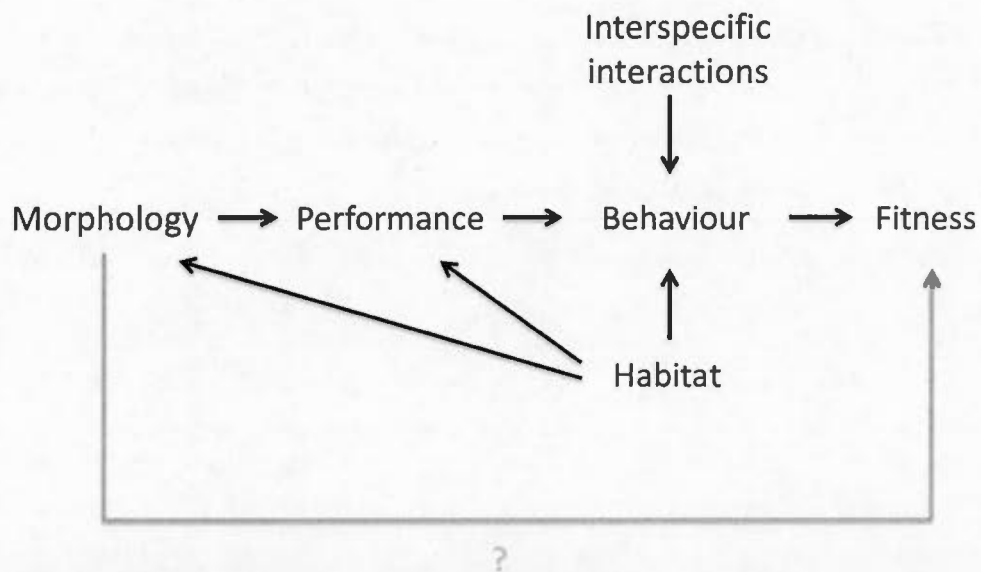 Interspecific
interactions
Morphology Performance Behaviour Fitness
Habitat
?